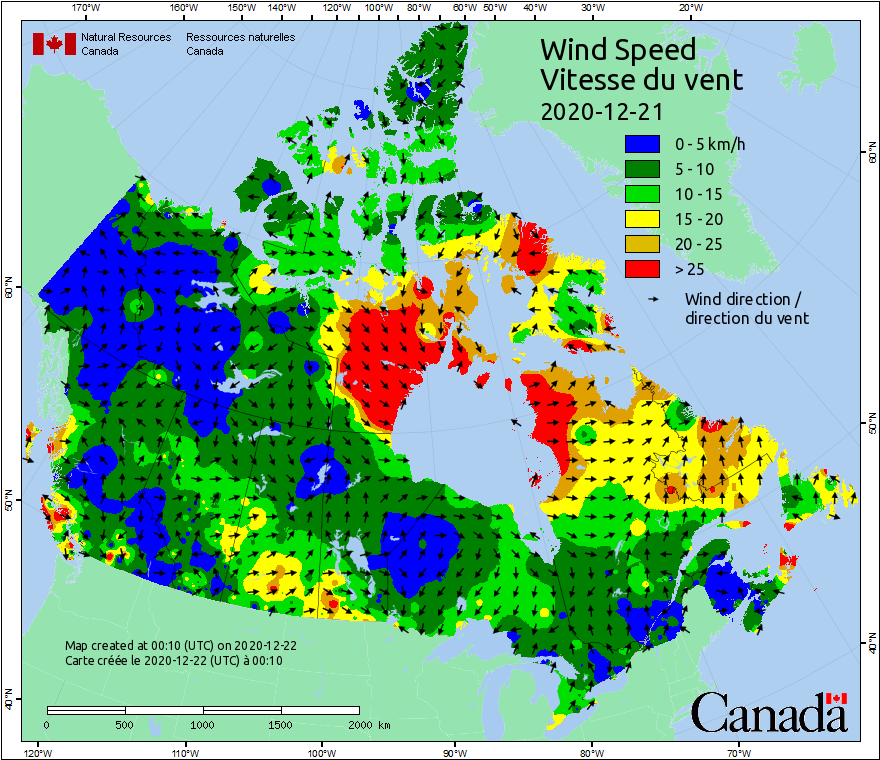 170°W 160°W 150°W 140°W 130°W 120°W 110°W 100°W 90°W 80°W 70°W 60°W 50°W 40°W 30°W 20°W
Natural Resources Canada
Ressources naturelles Canada
Wind Speed
Vitesse du vent
2020-12-21
0 - 5 km/h
5 - 10
10 - 15
15 - 20
20 - 25
> 25
Wind direction /
direction du vent
60°N
60°N
50°N
50°N
40°N
40°N
Map created at 00:10 (UTC) on 2020-12-22
Carte créée le 2020-12-22 (UTC) à 00:10
0 500 1000 1500 2000 km
Canada
120°W 110°W 100°W 90°W 80°W 70°W